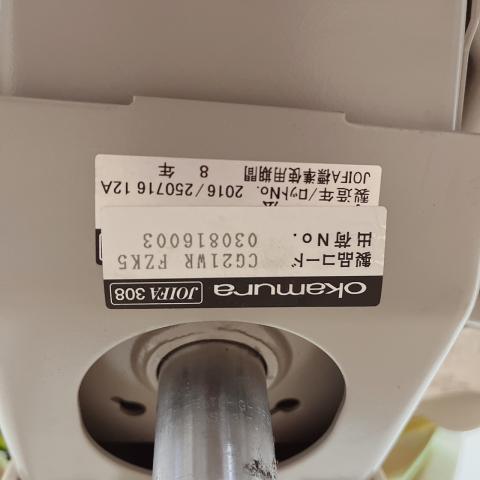 okamura JOIFA 308
製品コード CG21WR FZK5
出荷No. 030816003
製造年/ロットNo. 2016/250716 12A
JOIFA標準使用期間 8 年